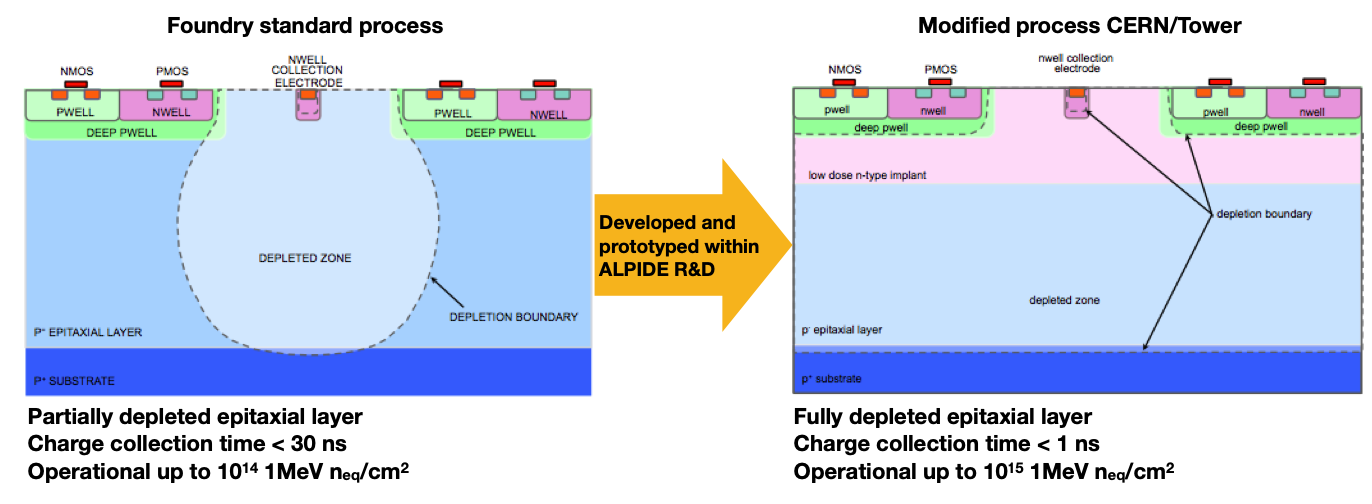 Foundry standard process
Modified process CERN/Tower
NMOS
PMOS
NWELL
COLLECTION
ELECTRODE
PWELL
NWELL
DEEP PWELL
PWELL
NWELL
DEEP PWELL
DEPLETED ZONE
DEPLETION BOUNDARY
P⁻ EPITAXIAL LAYER
P⁺ SUBSTRATE
Partially depleted epitaxial layer
Charge collection time < 30 ns
Operational up to 10¹⁴ 1MeV nₑq/cm²
Developed and
prototyped within
ALPIDE R&D
NMOS
PMOS
nwell collection
electrode
pwell
nwell
deep pwell
pwell
nwell
deep pwell
low dose n-type implant
depletion boundary
depleted zone
p⁻ epitaxial layer
p⁺ substrate
Fully depleted epitaxial layer
Charge collection time < 1 ns
Operational up to 10¹⁵ 1MeV nₑq/cm²